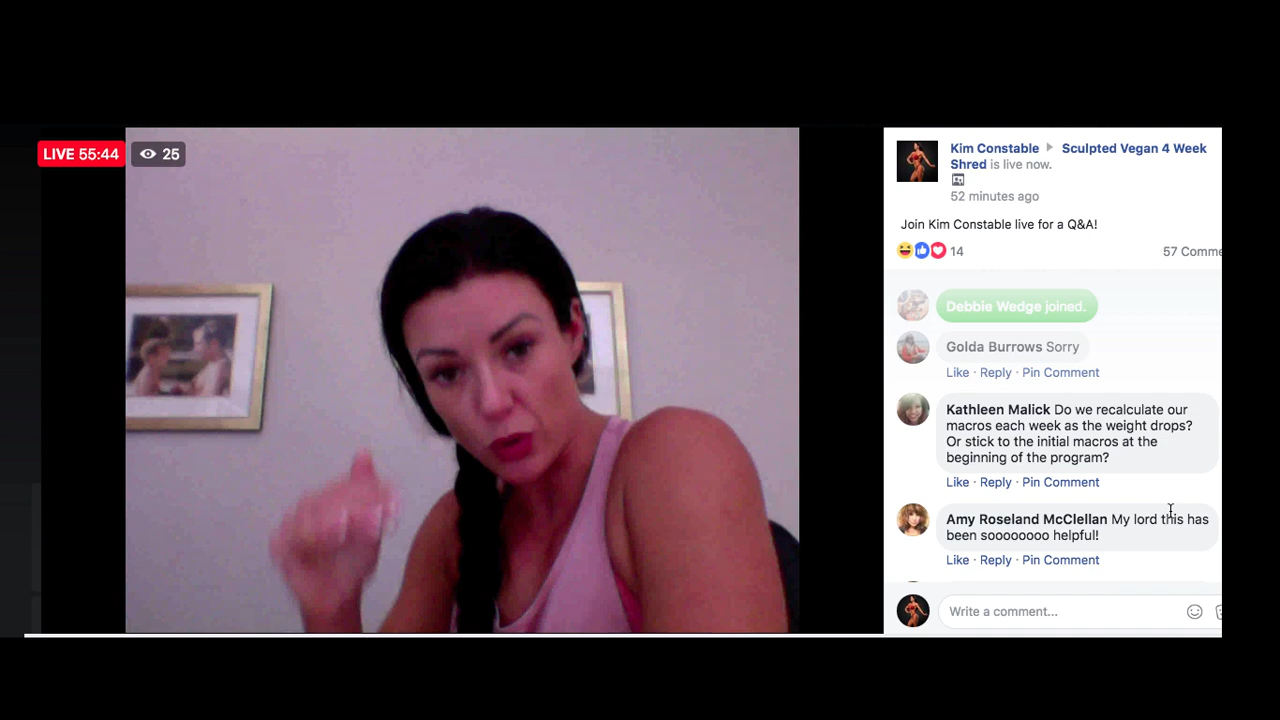 LIVE 55:44
25
Kim Constable Sculpted Vegan 4 Week
Shred is live now.
52 minutes ago
Join Kim Constable live for a Q&A!
14
57 Comme
Debbie Wedge joined.
Golda Burrows Sorry
Like · Reply · Pin Comment
Kathleen Malick Do we recalculate our
macros each week as the weight drops?
Or stick to the initial macros at the
beginning of the program?
Like · Reply · Pin Comment
Amy Roseland McClellan My lord this has
been soooooooo helpful!
Like · Reply · Pin Comment
Write a comment...